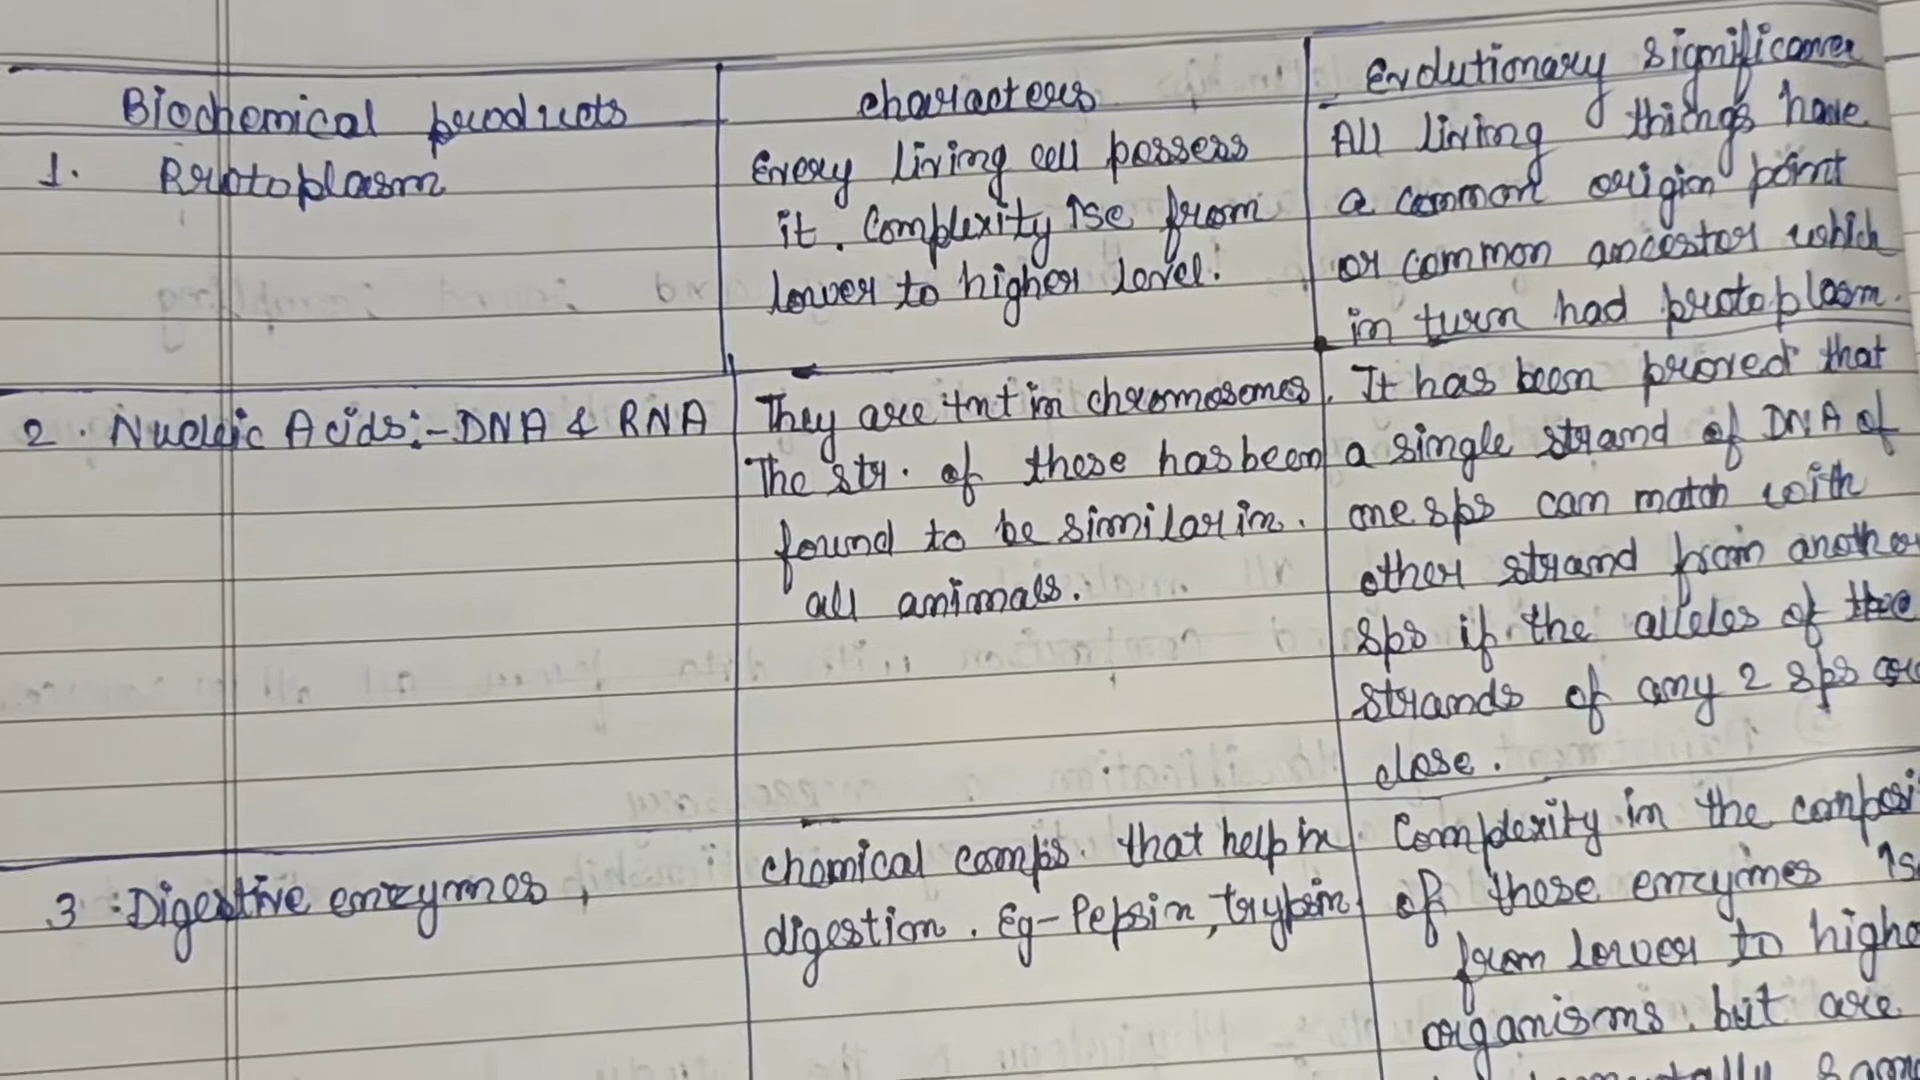 Biochemical products
characters
Evolutionary significance
1. Protoplasm
Every living cell possess
it. Complexity ↑se from
lower to higher level.
All living things have
a common origin point
or common ancestor which
in turn had protoplasm.
2. Nucleic Acids:- DNA & RNA
They are in chromosomes.
The str. of these has been
found to be similar in
all animals.
It has been proved that
a single strand of DNA of
one sps can match with
other strand from another
sps if the alleles of the
strands of any 2 sps are
close.
3. Digestive enzymes
chemical comps. that help in
digestion. Eg- Pepsin, trypsin
Complexity in the composi
of these enzymes ↑se
from lower to higher
organisms, but are